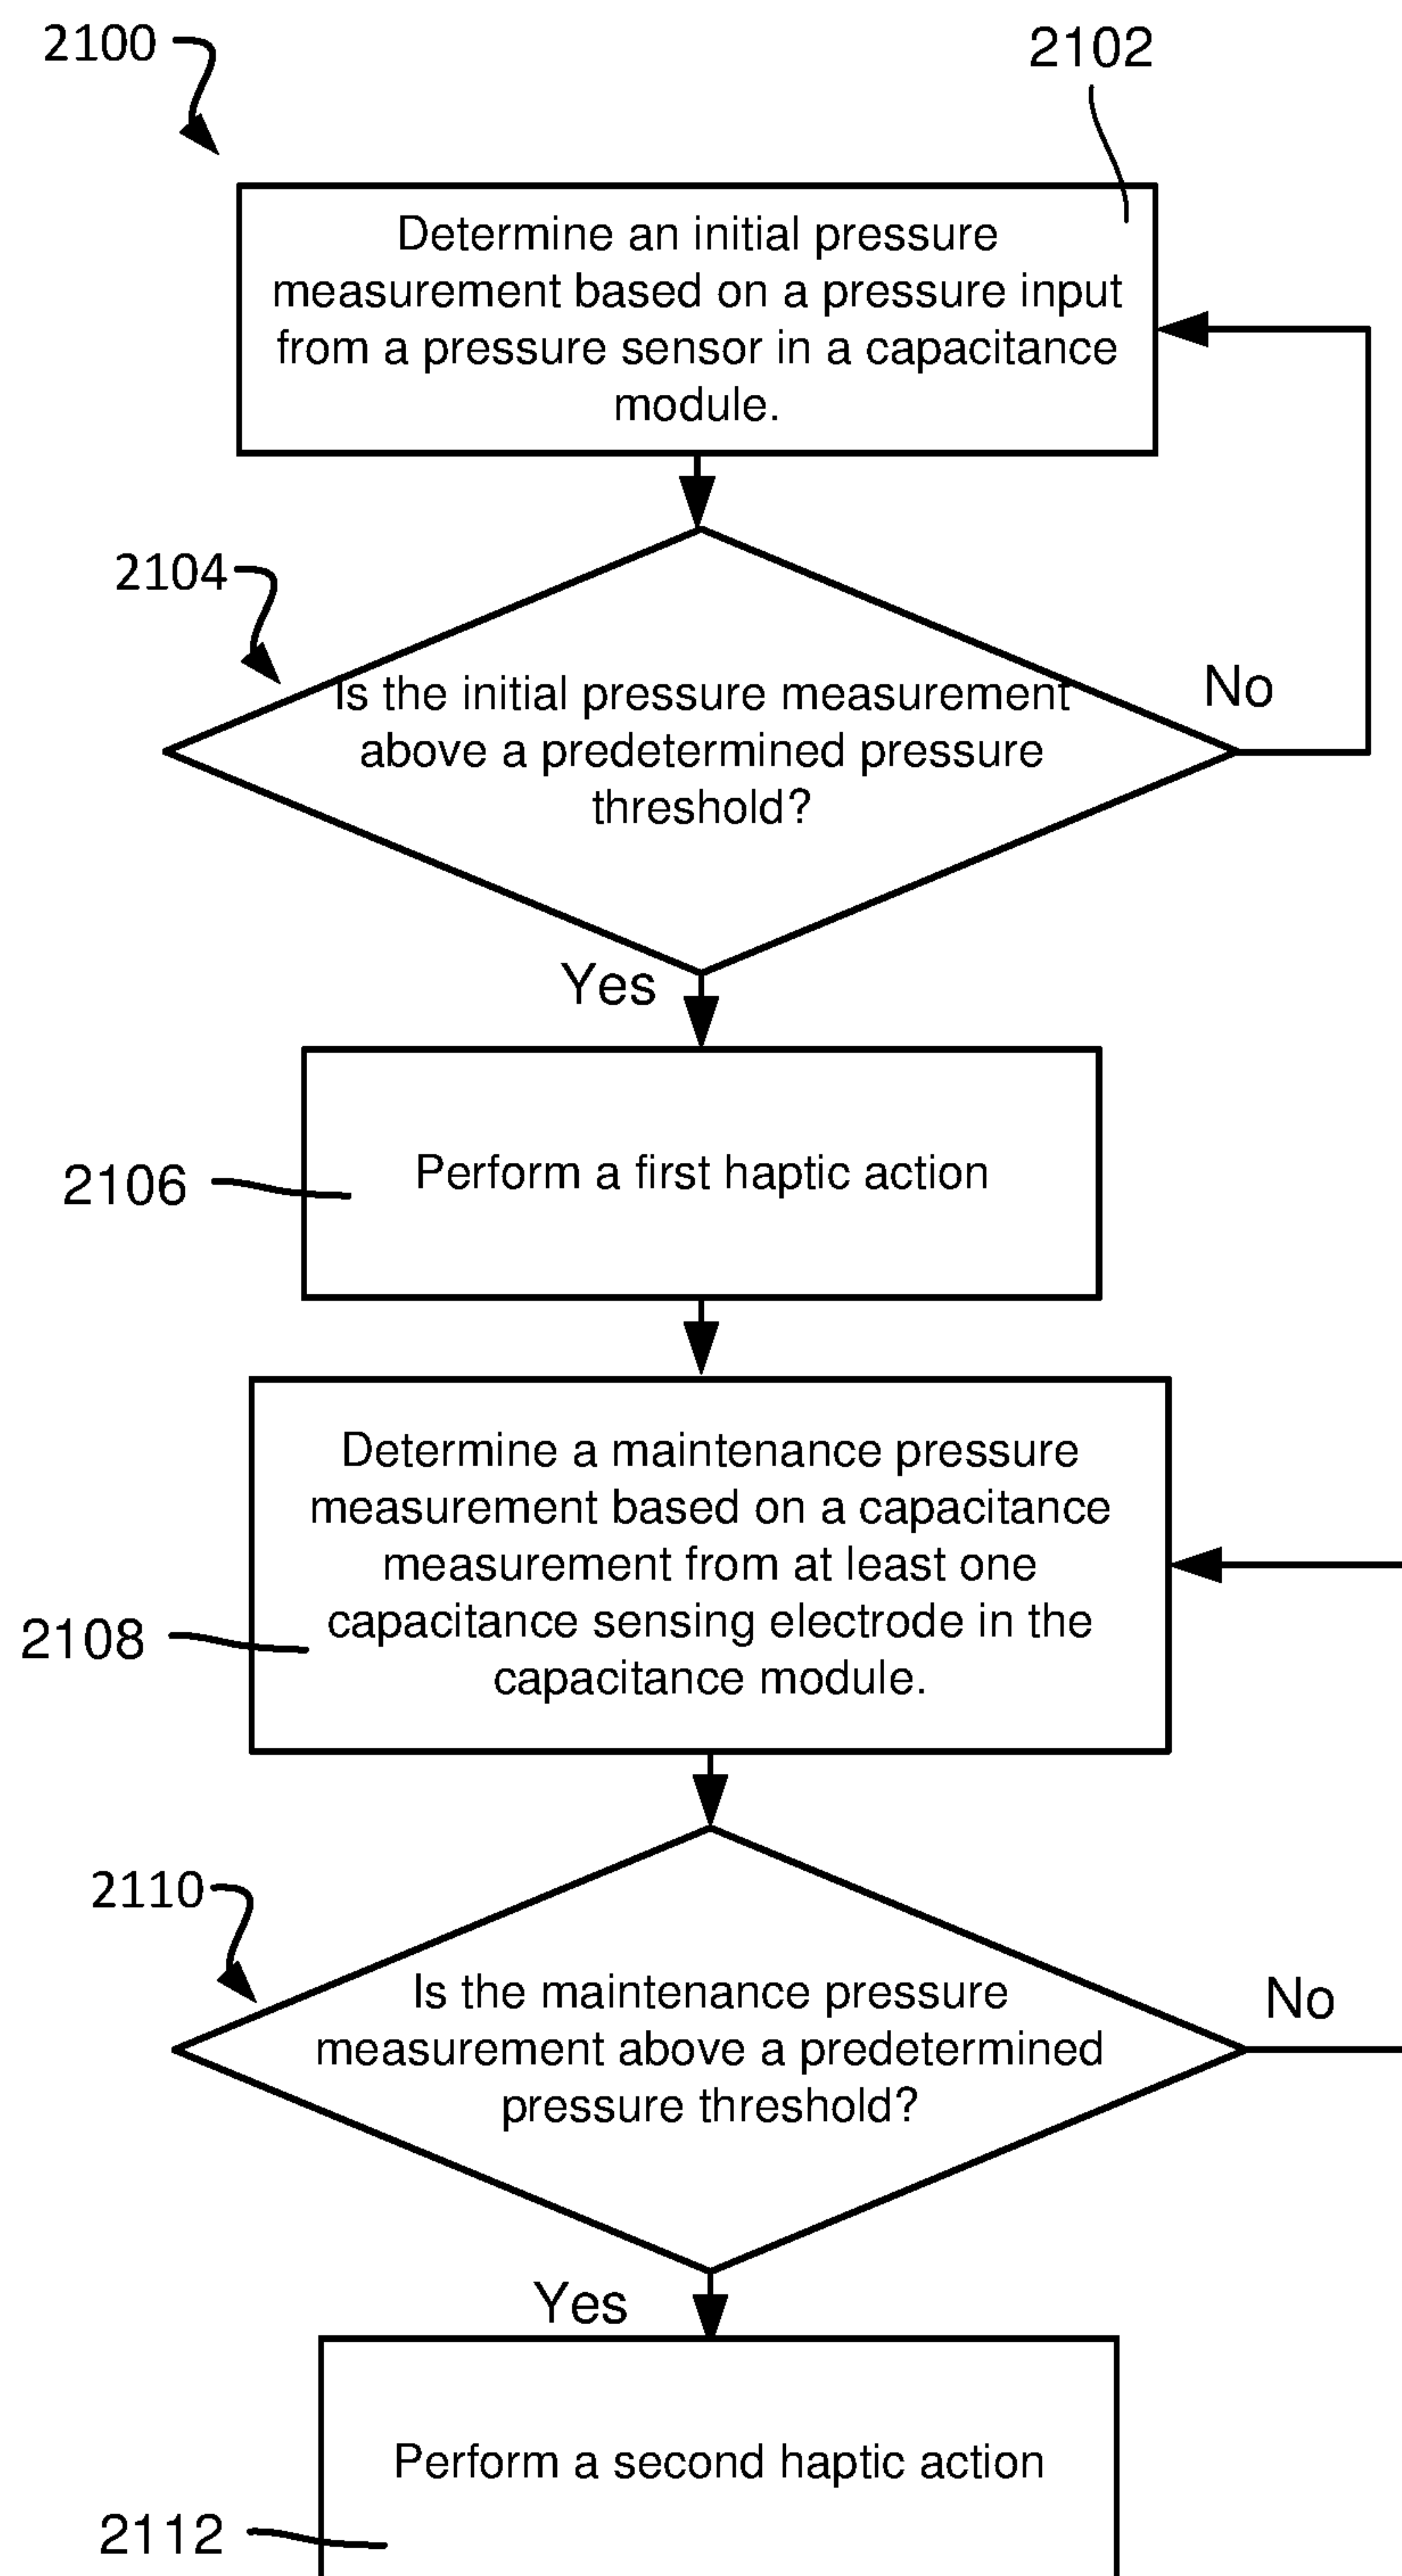 2100
2102
Determine an initial pressure
measurement based on a pressure input
from a pressure sensor in a capacitance
module.
2104
Is the initial pressure measurement
above a predetermined pressure
threshold?
No
Yes
Perform a first haptic action
2106
Determine a maintenance pressure
measurement based on a capacitance
measurement from at least one
capacitance sensing electrode in the
capacitance module.
2108
2110
Is the maintenance pressure
measurement above a predetermined
pressure threshold?
No
Yes
Perform a second haptic action
2112